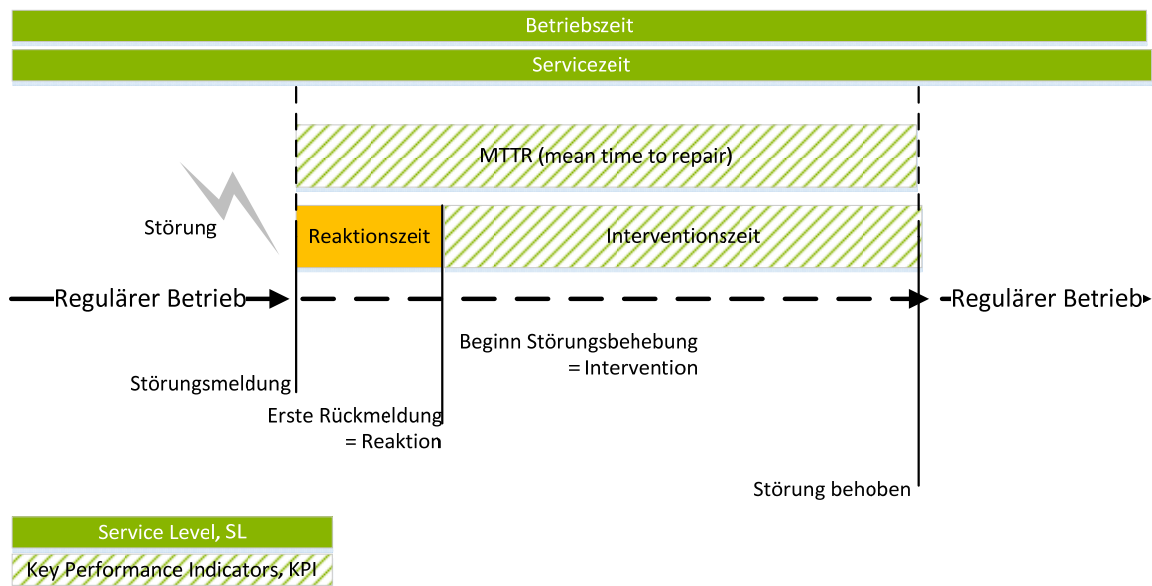 Betriebszeit
Servicezeit
MTTR (mean time to repair)
Störung
Reaktionszeit
Interventionszeit
Regulärer Betrieb
Regulärer Betrieb
Beginn Störungsbehebung
= Intervention
Störungsmeldung
Erste Rückmeldung
= Reaktion
Störung behoben
Service Level, SL
Key Performance Indicators, KPI